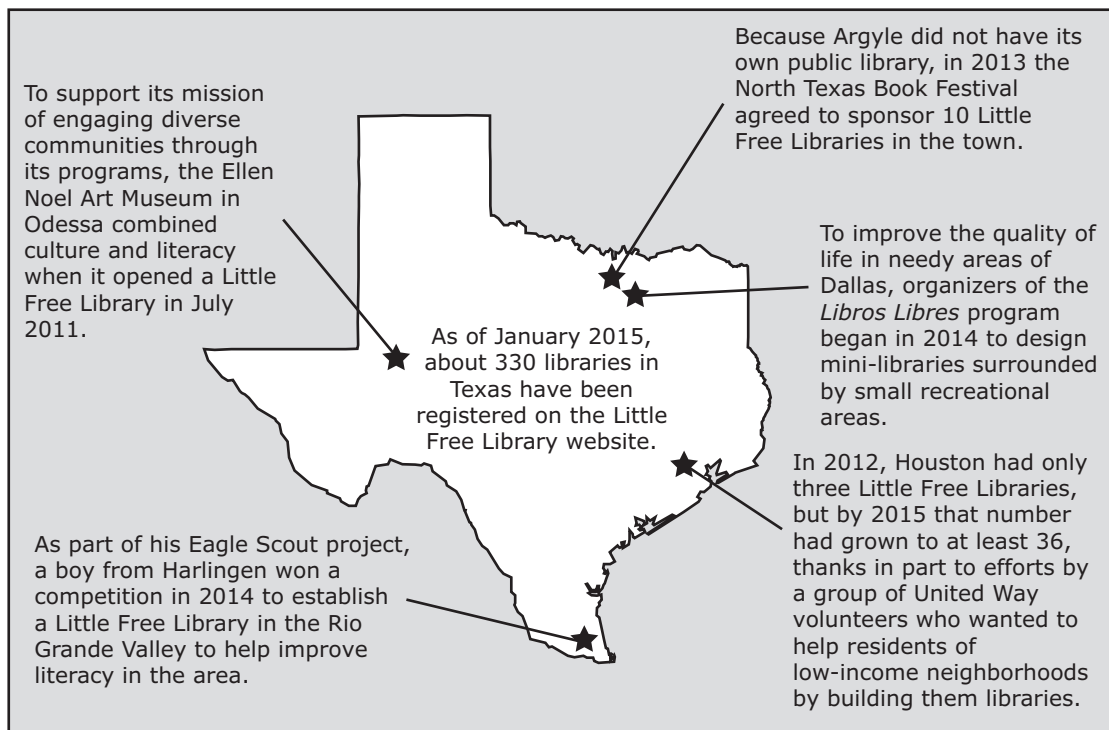 To support its mission
of engaging diverse
communities through
its programs, the Ellen
Noel Art Museum in
Odessa combined
culture and literacy
when it opened a Little
Free Library in July
2011.
Because Argyle did not have its
own public library, in 2013 the
North Texas Book Festival
agreed to sponsor 10 Little
Free Libraries in the town.
To improve the quality of
life in needy areas of
Dallas, organizers of the
Libros Libres program
began in 2014 to design
mini-libraries surrounded
by small recreational
areas.
As of January 2015,
about 330 libraries in
Texas have been
registered on the Little
Free Library website.
In 2012, Houston had only
three Little Free Libraries,
but by 2015 that number
had grown to at least 36,
thanks in part to efforts by
a group of United Way
volunteers who wanted to
help residents of
low-income neighborhoods
by building them libraries.
As part of his Eagle Scout project,
a boy from Harlingen won a
competition in 2014 to establish
a Little Free Library in the Rio
Grande Valley to help improve
literacy in the area.